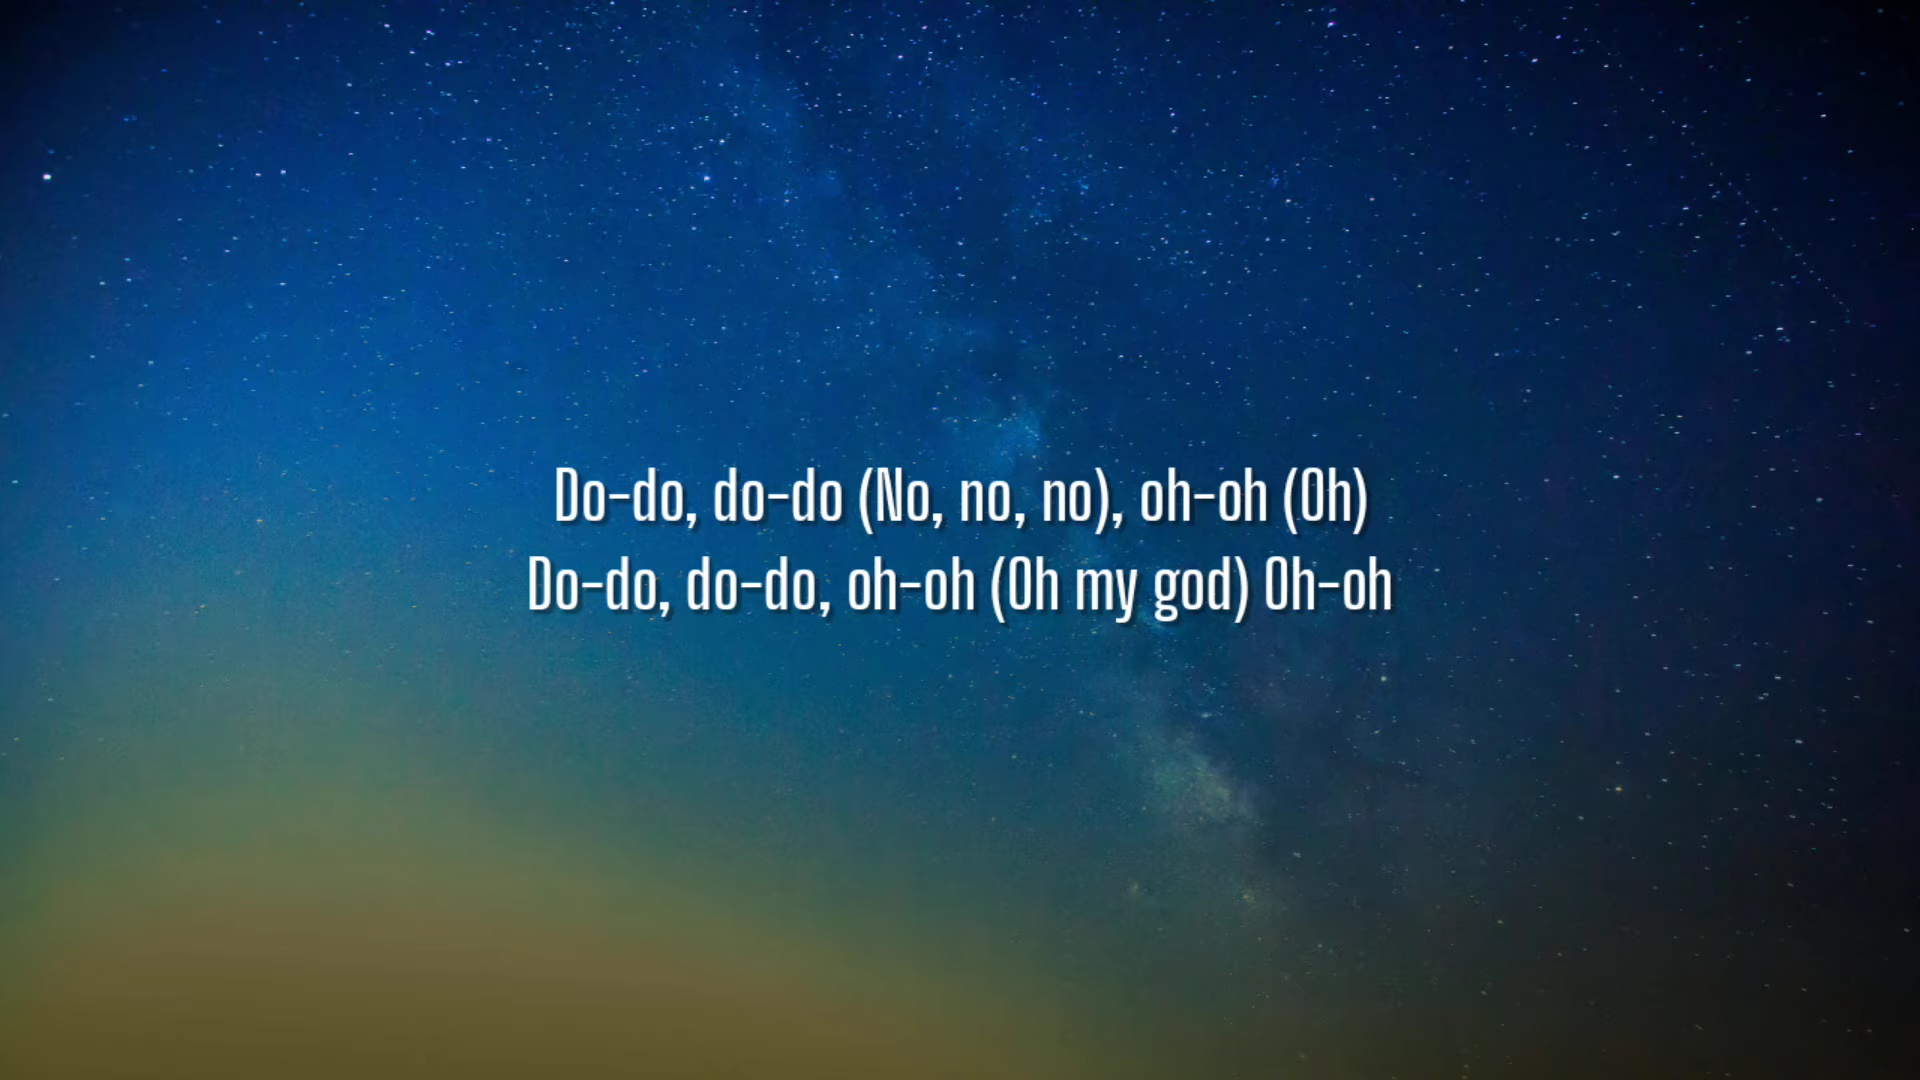 Do-do, do-do (No, no, no), oh-oh (Oh)
Do-do, do-do, oh-oh (Oh my god) Oh-oh